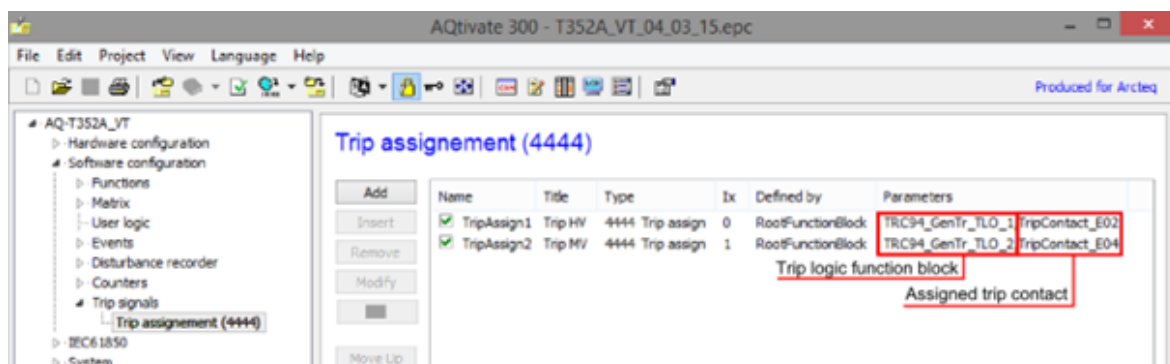 AQtivate 300 - T352A_VT_04_03_15.epc
File Edit Project View Language Help
Produced for Arcteq
AQ-T352A_VT
Hardware configuration
Software configuration
Functions
Matrix
User logic
Events
Disturbance recorder
Counters
Trip signals
Trip assignement (4444)
IEC61850
System
Trip assignement (4444)
Add
Insert
Remove
Modify
Move Up
Name Title Type Ix Defined by Parameters
TripAssign1 Trip HV 4444 Trip assign 0 RootFunctionBlock TRC94_GenTr_TLO_1 TripContact_E02
TripAssign2 Trip MV 4444 Trip assign 1 RootFunctionBlock TRC94_GenTr_TLO_2 TripContact_E04
Trip logic function block
Assigned trip contact